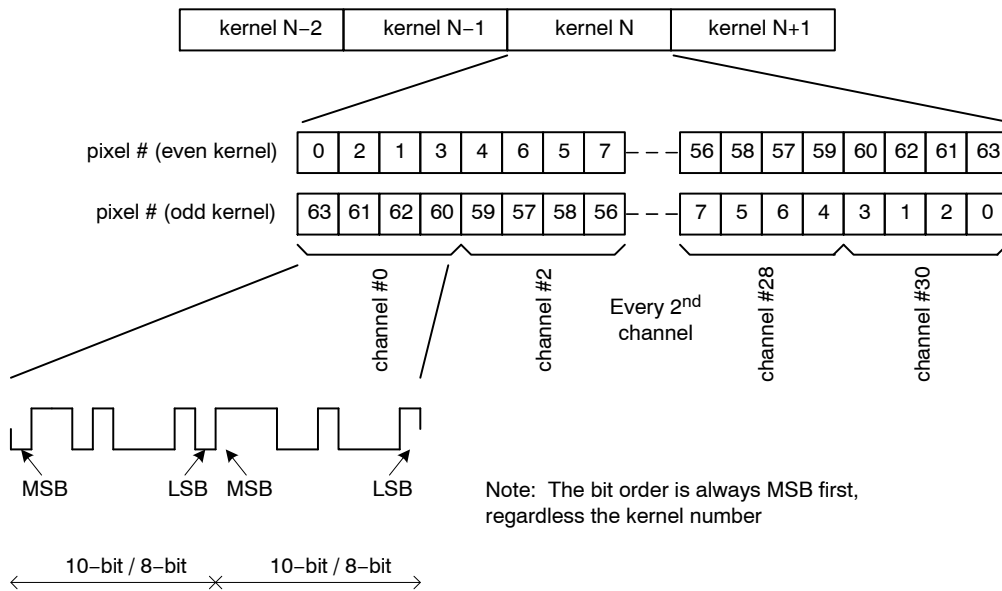 kernel N−2 kernel N−1 kernel N kernel N+1
pixel # (even kernel) 0 2 1 3 4 6 5 7 56 58 57 59 60 62 61 63
pixel # (odd kernel) 63 61 62 60 59 57 58 56 7 5 6 4 3 1 2 0
channel #0
channel #2
Every 2nd
channel
channel #28
channel #30
MSB LSB MSB LSB
Note: The bit order is always MSB first,
regardless the kernel number
10−bit / 8−bit 10−bit / 8−bit